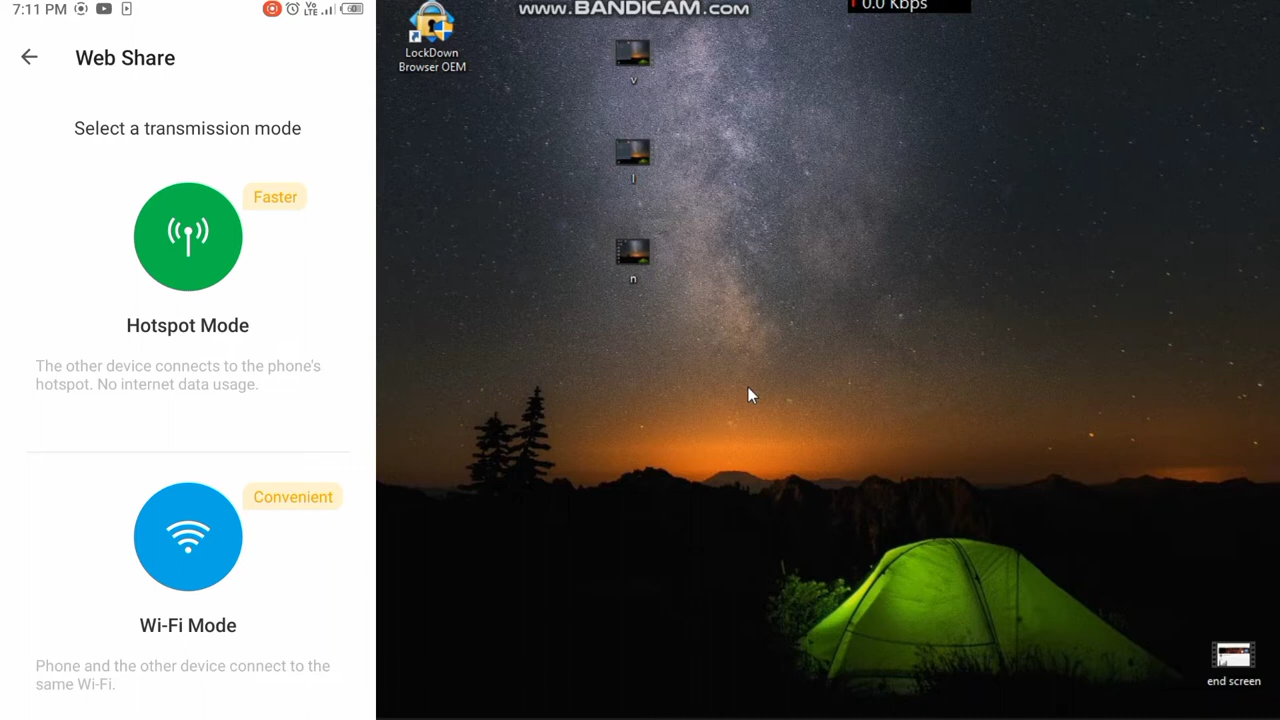 7:11 PM
Vo
LTE
60
Web Share
Select a transmission mode
Faster
Hotspot Mode
The other device connects to the phone's
hotspot. No internet data usage.
Convenient
Wi-Fi Mode
Phone and the other device connect to the
same Wi-Fi.
www.BANDICAM.com
0.0 Kbps
LockDown
Browser OEM
v
l
n
end screen